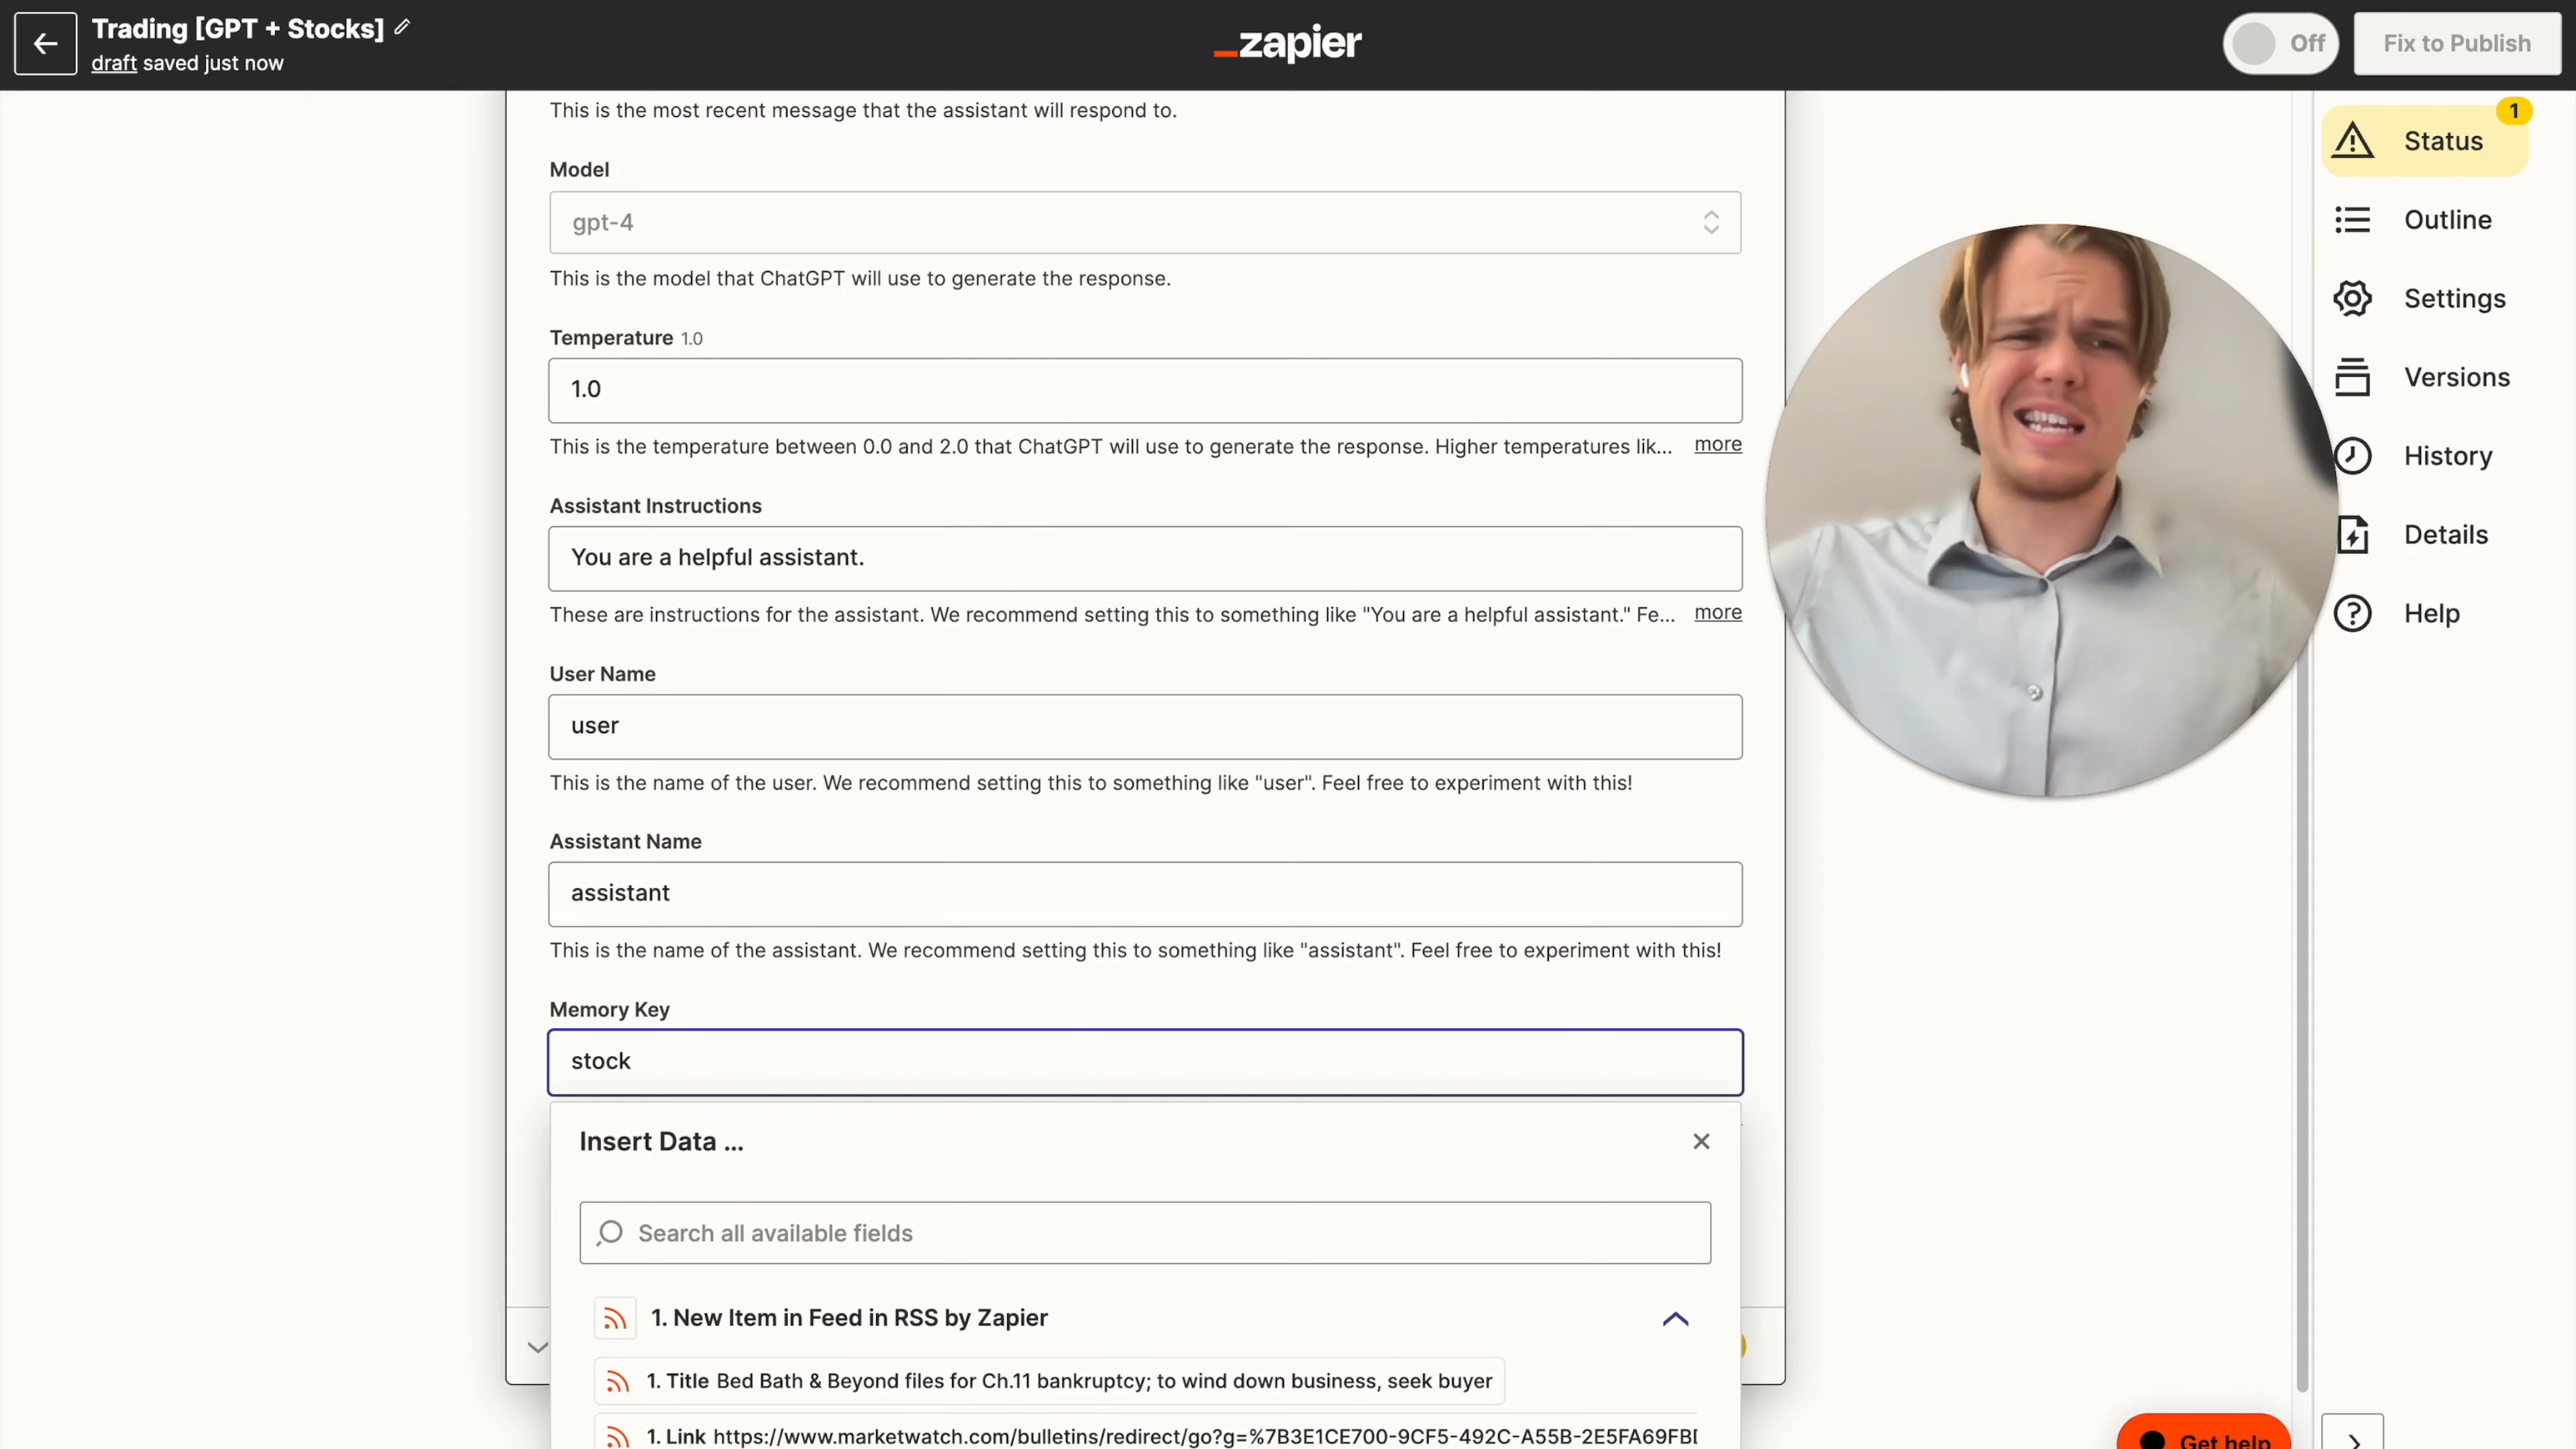 Trading [GPT + Stocks]
draft saved just now
zapier
Off
Fix to Publish
This is the most recent message that the assistant will respond to.
Model
gpt-4
This is the model that ChatGPT will use to generate the response.
Temperature 1.0
1.0
This is the temperature between 0.0 and 2.0 that ChatGPT will use to generate the response. Higher temperatures lik... more
Assistant Instructions
You are a helpful assistant.
These are instructions for the assistant. We recommend setting this to something like "You are a helpful assistant." Fe... more
User Name
user
This is the name of the user. We recommend setting this to something like "user". Feel free to experiment with this!
Assistant Name
assistant
This is the name of the assistant. We recommend setting this to something like "assistant". Feel free to experiment with this!
Memory Key
stock
Insert Data ...
Search all available fields
1. New Item in Feed in RSS by Zapier
1. Title Bed Bath & Beyond files for Ch.11 bankruptcy; to wind down business, seek buyer
1. Link https://www.marketwatch.com/bulletins/redirect/go?g=%7B3E1CE700-9CF5-492C-A55B-2E5FA69FBD
1
Status
Outline
Settings
Versions
History
Details
Help
Get help